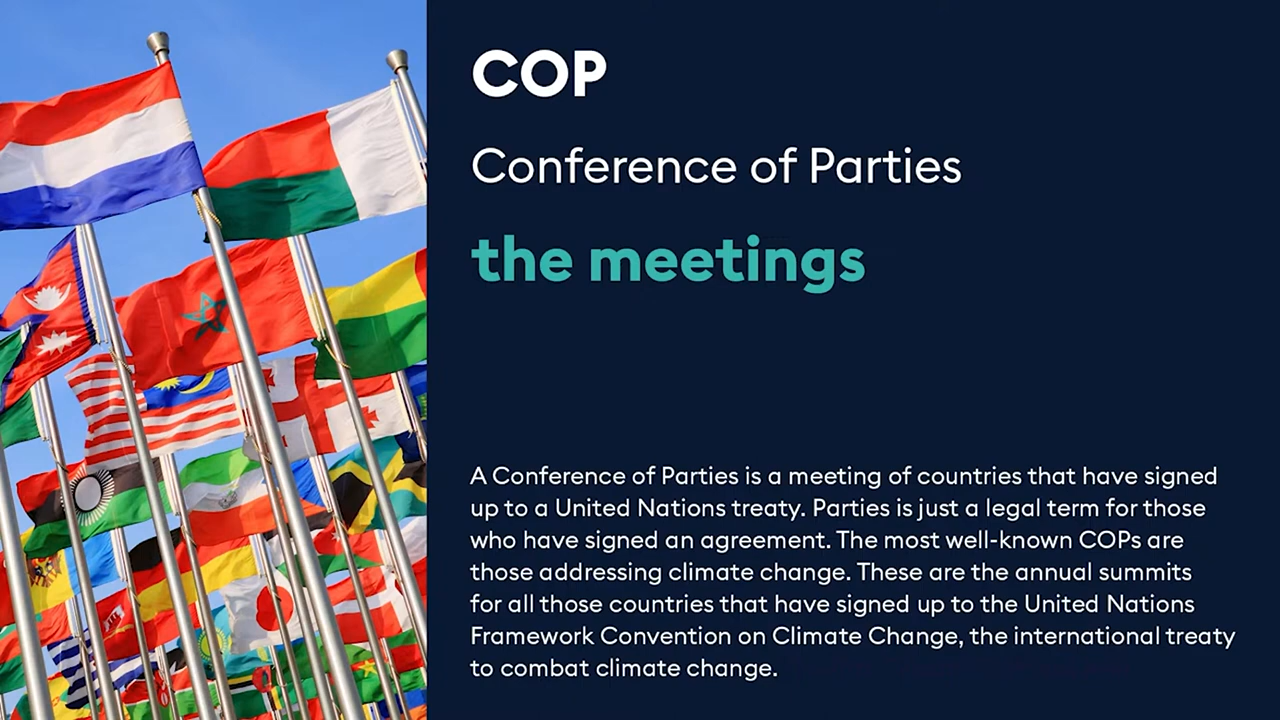 COP
Conference of Parties
the meetings
A Conference of Parties is a meeting of countries that have signed
up to a United Nations treaty. Parties is just a legal term for those
who have signed an agreement. The most well-known COPs are
those addressing climate change. These are the annual summits
for all those countries that have signed up to the United Nations
Framework Convention on Climate Change, the international treaty
to combat climate change.